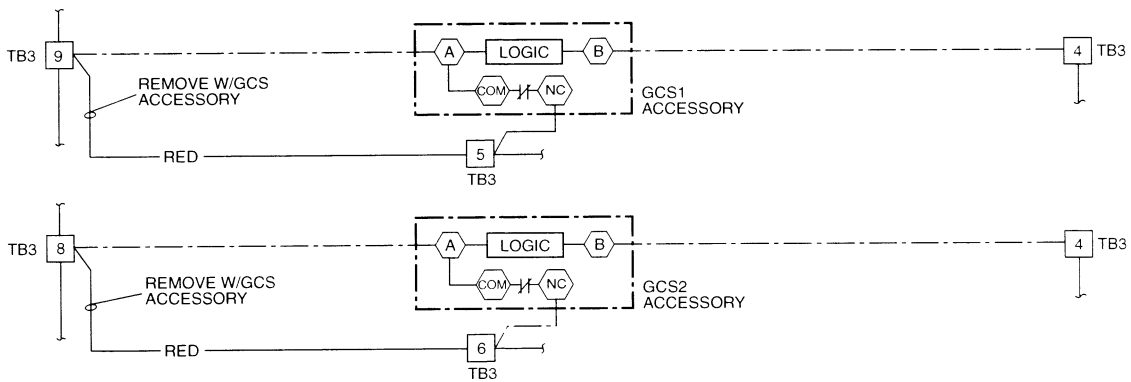 TB3 9 A LOGIC B 4 TB3
REMOVE W/GCS
ACCESSORY
COM NC
GCS1
ACCESSORY
RED 5
TB3
TB3 8 A LOGIC B 4 TB3
REMOVE W/GCS
ACCESSORY
COM NC
GCS2
ACCESSORY
RED 6
TB3